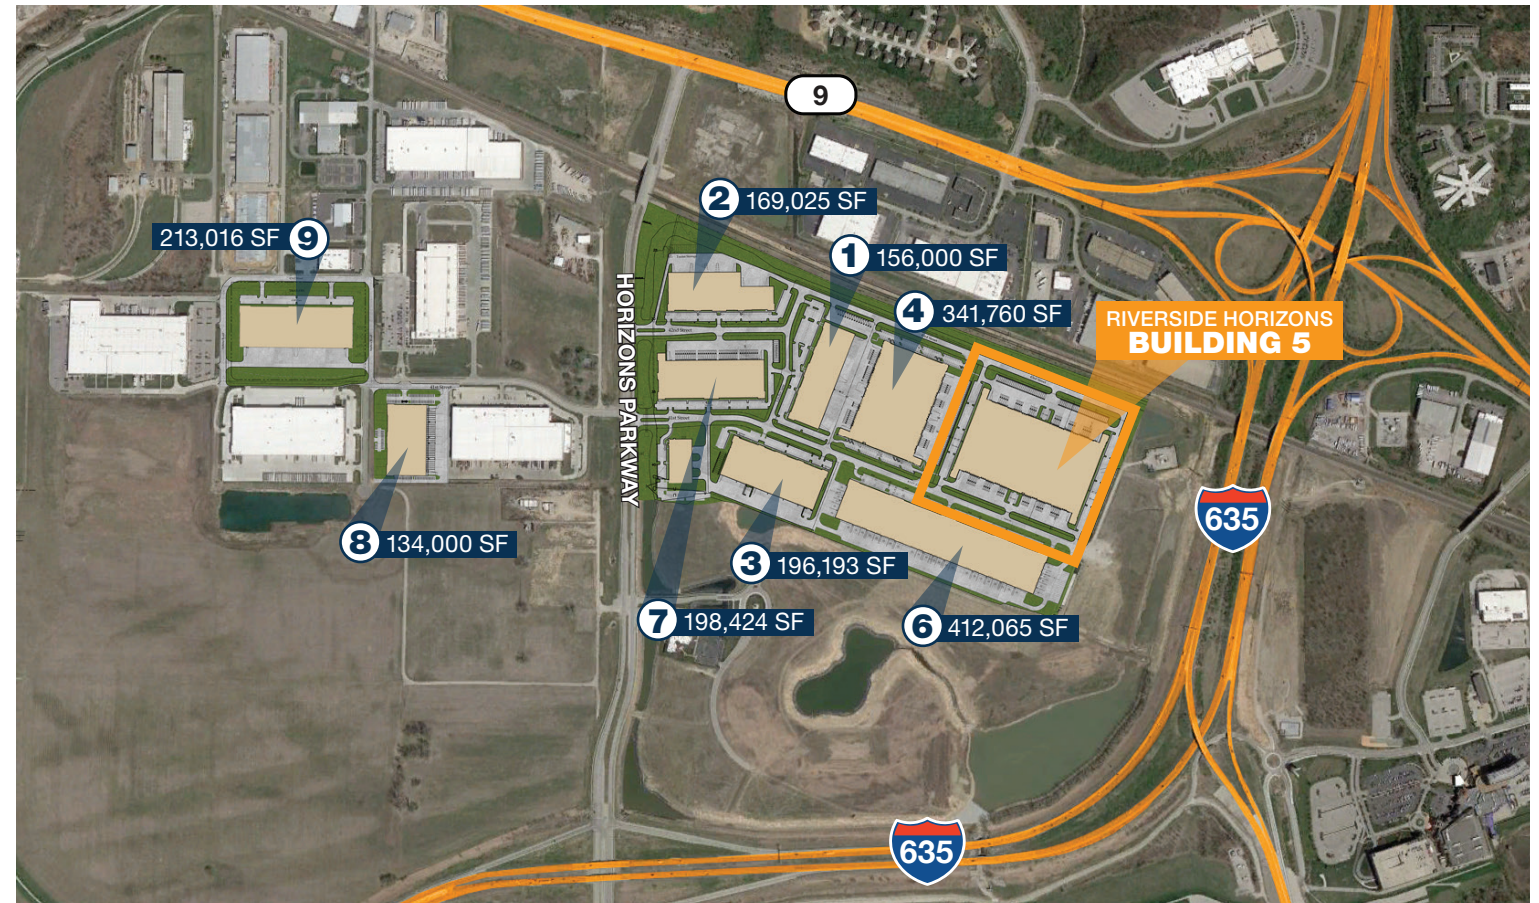 9
2 169,025 SF
213,016 SF 9
1 156,000 SF
4 341,760 SF
RIVERSIDE HORIZONS
BUILDING 5
HORIZONS PARKWAY
635
8 134,000 SF
3 196,193 SF
7 198,424 SF
6 412,065 SF
635